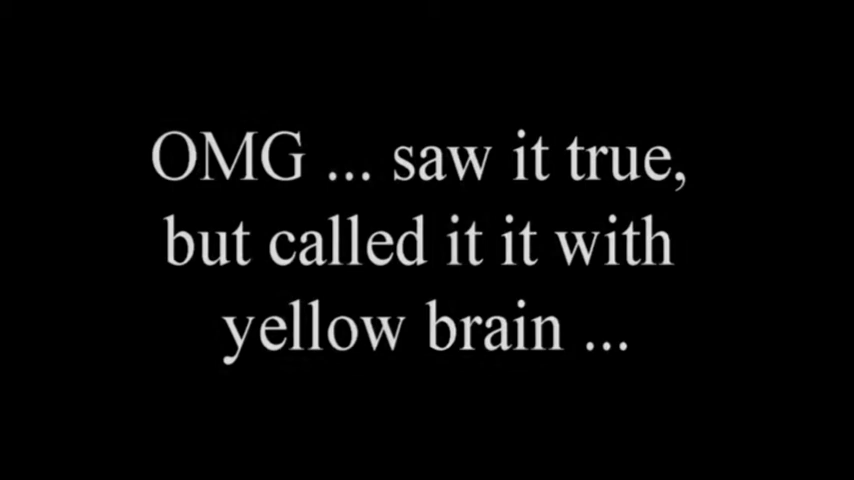 OMG ... saw it true,
but called it it with
yellow brain ...